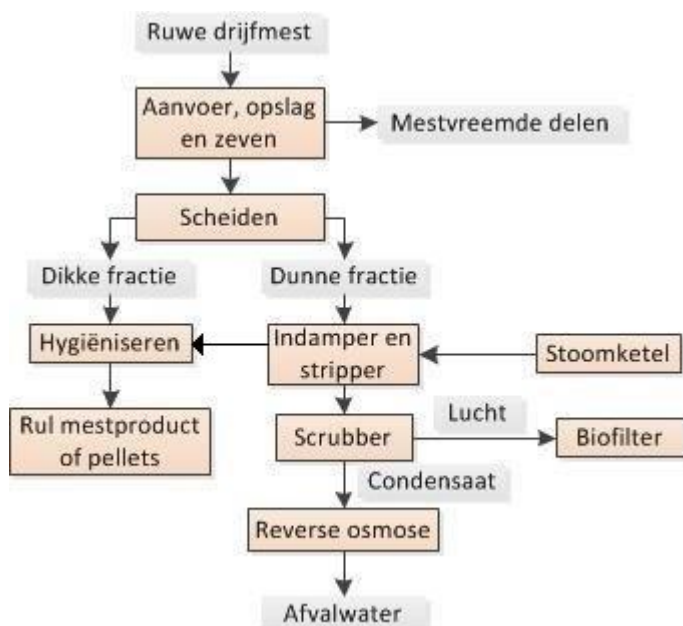 Ruwe drijfmest
Aanvoer, opslag
en zeven
Mestvreemde delen
Scheiden
Dikke fractie
Dunne fractie
Hygiëniseren
Indamper en
stripper
Stoomketel
Rul mestproduct
of pellets
Scrubber
Lucht
Biofilter
Condensaat
Reverse osmose
Afvalwater